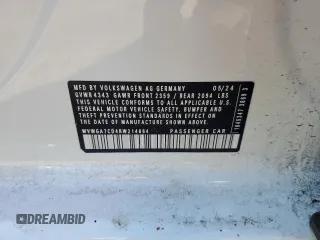 MFD BY VOLKSWAGEN AG GERMANY 05/24
GVWR 4343 GAWR FRONT 2359 / REAR 2094 LBS
THIS VEHICLE CONFORMS TO ALL APPLICABLE
FEDERAL MOTOR VEHICLE SAFETY, BUMPER,
AND THEFT PREVENTION STANDARDS IN EFFECT
ON THE DATE OF MANUFACTURE SHOWN ABOVE
PASSENGER CAR
DREAMBID